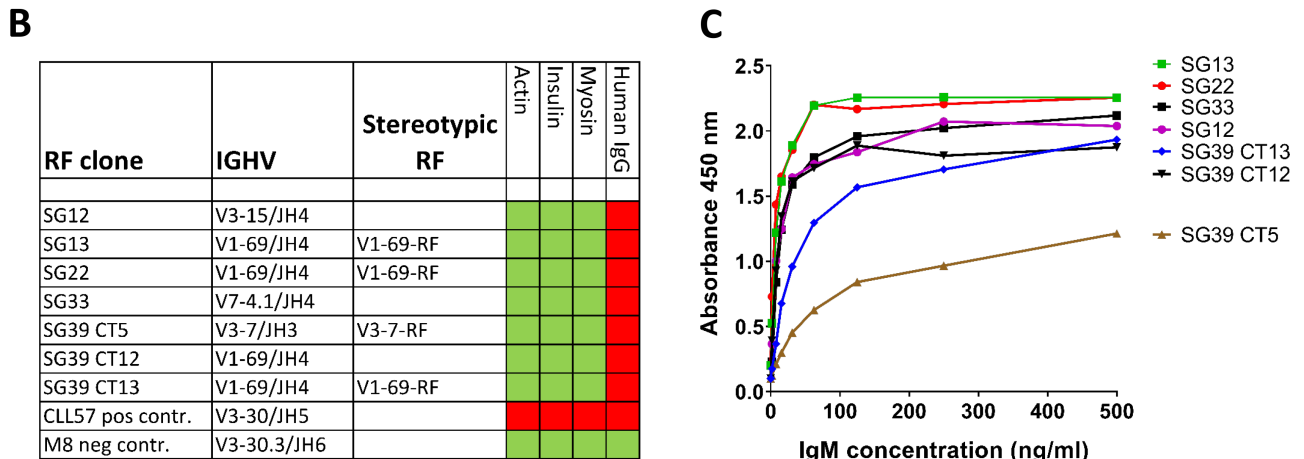 B
RF clone IGHV Stereotypic RF Actin Insulin Myosin Human IgG
SG12 V3-15/JH4
SG13 V1-69/JH4 V1-69-RF
SG22 V1-69/JH4 V1-69-RF
SG33 V7-4.1/JH4
SG39 CT5 V3-7/JH3 V3-7-RF
SG39 CT12 V1-69/JH4
SG39 CT13 V1-69/JH4 V1-69-RF
CLL57 pos contr. V3-30/JH5
M8 neg contr. V3-30.3/JH6
C
Absorbance 450 nm
2.5
2.0
1.5
1.0
0.5
0.0
0 100 200 300 400 500
IgM concentration (ng/ml)
SG13
SG22
SG33
SG12
SG39 CT13
SG39 CT12
SG39 CT5